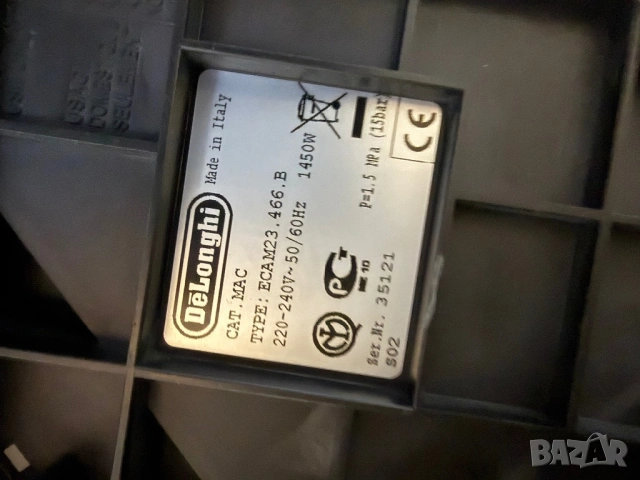 DeLonghi Made in Italy
CAT.MAC
TYPE: ECAM23.466.B
220-240V~50/60Hz 1450W
P=1.5 MPa (15bar)
CE
ME10
Ser.Nr. 35121
S02
BAZAR